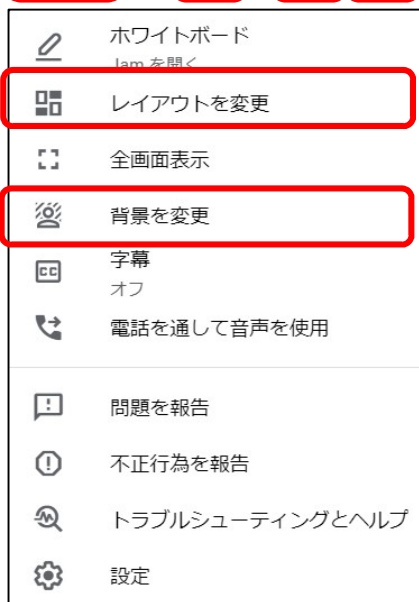 ホワイトボード
Jam を開く
レイアウトを変更
全画面表示
背景を変更
CC
字幕
オフ
電話を通して音声を使用
問題を報告
不正行為を報告
トラブルシューティングとヘルプ
設定